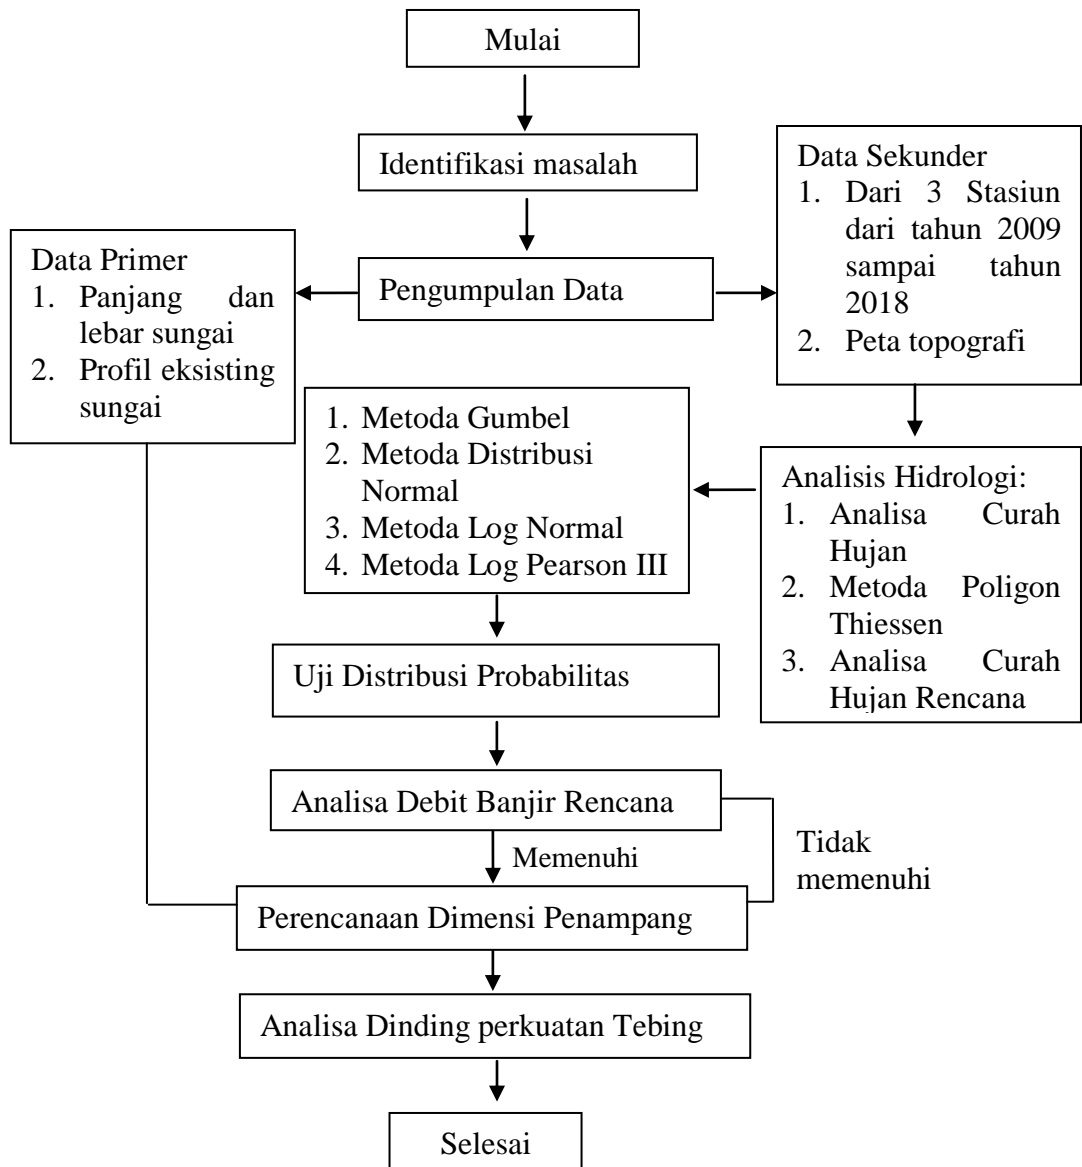 Mulai
Identifikasi masalah
Pengumpulan Data
Data Primer
1. Panjang dan
lebar sungai
2. Profil eksisting
sungai
Data Sekunder
1. Dari 3 Stasiun
dari tahun 2009
sampai tahun
2018
2. Peta topografi
Analisis Hidrologi:
1. Analisa Curah
Hujan
2. Metoda Poligon
Thiessen
3. Analisa Curah
Hujan Rencana
1. Metoda Gumbel
2. Metoda Distribusi
Normal
3. Metoda Log Normal
4. Metoda Log Pearson III
Uji Distribusi Probabilitas
Analisa Debit Banjir Rencana
Memenuhi
Tidak
memenuhi
Perencanaan Dimensi Penampang
Analisa Dinding perkuatan Tebing
Selesai